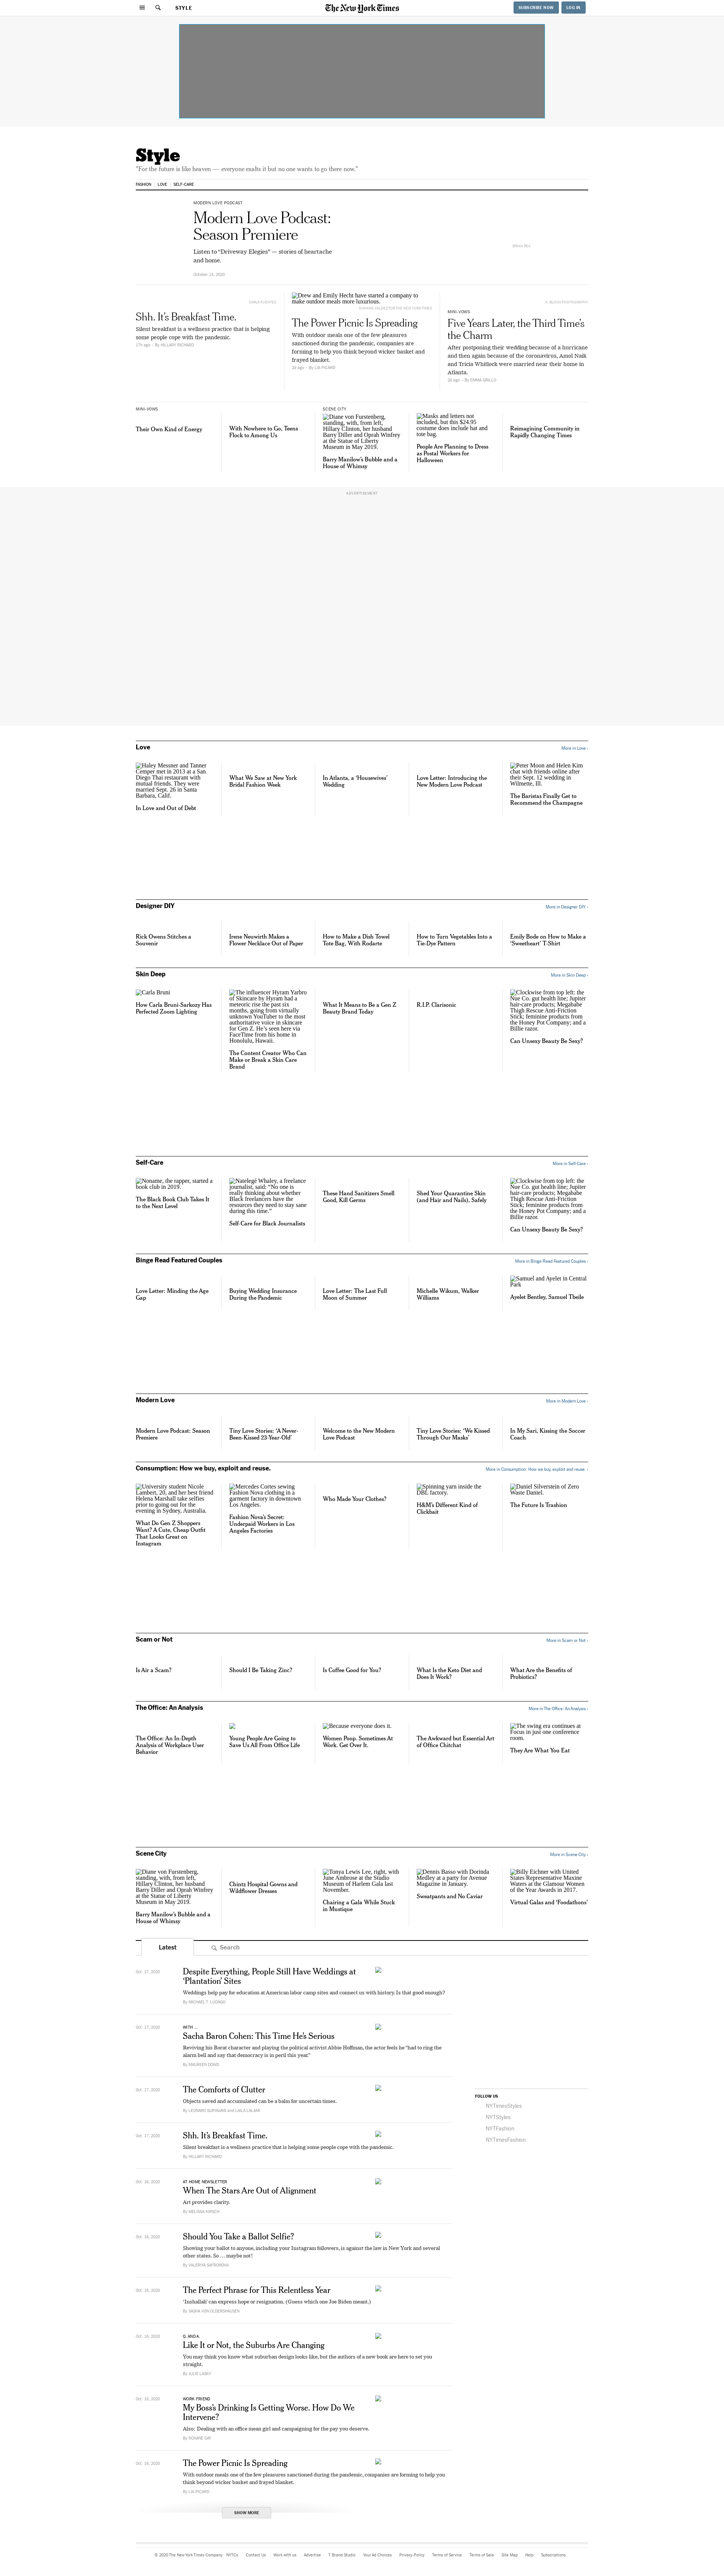 STYLE
The New York Times
SUBSCRIBE NOW
LOG IN
Style
"For the future is like heaven — everyone exalts it but no one wants to go there now."
FASHION
LOVE
SELF-CARE
MODERN LOVE PODCAST
Modern Love Podcast:
Season Premiere
Listen to “Driveway Elegies” — stories of heartache
and home.
October 14, 2020
BRIAN REA
Shh. It’s Breakfast Time.
Silent breakfast is a wellness practice that is helping
some people cope with the pandemic.
17h ago
By HILLARY RICHARD
Drew and Emily Hecht have started a company to
make outdoor meals more luxurious.
The Power Picnic Is Spreading
With outdoor meals one of the few pleasures
sanctioned during the pandemic, companies are
forming to help you think beyond wicker basket and
frayed blanket.
By LIA PICARD
MINI-VOWS
Five Years Later, the Third Time’s
the Charm
After postponing their wedding because of a hurricane
and then again because of the coronavirus, Amol Naik
and Tricia Whitlock were married near their home in
Atlanta.
MINI-VOWS
Their Own Kind of Energy
With Nowhere to Go, Teens
Flock to Among Us
SCENE CITY
Diane von Furstenberg,
standing, with, from left,
Hillary Clinton, her husband
Barry Diller and Oprah Winfrey
at the Statue of Liberty
Museum in May 2019.
Barry Manilow’s Bubble and a
House of Whimsy
Masks and letters not
included, but this $24.95
costume does include hat and
tote bag.
People Are Planning to Dress
as Postal Workers for
Halloween
Reimagining Community in
Rapidly Changing Times
ADVERTISEMENT
Love
More in Love ›
Haley Messner and Tanner
Cemper met in 2013 at a San
Diego Thai restaurant with
mutual friends. They were
married Sept. 26 in Santa
Barbara, Calif.
In Love and Out of Debt
What We Saw at New York
Bridal Fashion Week
In Atlanta, a ‘Housewives’
Wedding
Love Letter: Introducing the
New Modern Love Podcast
Peter Moon and Helen Kim
chat with friends online after
their Sept. 12 wedding in
Wilmette, Ill.
The Baristas Finally Get to
Recommend the Champagne
Designer DIY
More in Designer DIY ›
Rick Owens Stitches a
Souvenir
Irene Neuwirth Makes a
Flower Necklace Out of Paper
How to Make a Dish Towel
Tote Bag, With Rodarte
How to Turn Vegetables Into a
Tie-Dye Pattern
Emily Bode on How to Make a
‘Sweetheart’ T-Shirt
Skin Deep
More in Skin Deep ›
Carla Bruni
How Carla Bruni-Sarkozy Has
Perfected Zoom Lighting
The influencer Hyram Yarbro
of Skincare by Hyram had a
meteoric rise the past six
months, going from virtually
unknown YouTuber to the most
authoritative voice in skincare
for Gen Z. He’s seen here via
FaceTime from his home in
Honolulu, Hawaii.
The Content Creator Who Can
Make or Break a Skin Care
Brand
What It Means to Be a Gen Z
Beauty Brand Today
R.I.P. Clarisonic
Clockwise from top left: the
Nue Co. gut health line; Jupiter
hair-care products; Megababe
Thigh Rescue Anti-Friction
Stick; feminine products from
the Honey Pot Company; and a
Billie razor.
Can Unsexy Beauty Be Sexy?
Self-Care
More in Self-Care ›
Noname, the rapper, started a
book club in 2019.
The Black Book Club Takes It
to the Next Level
Natelegé Whaley, a freelance
journalist, said: “No one is
really thinking about whether
Black freelancers have the
resources they need to stay sane
during this time.”
Self-Care for Black Journalists
These Hand Sanitizers Smell
Good, Kill Germs
Shed Your Quarantine Skin
(and Hair and Nails), Safely
Clockwise from top left: the
Nue Co. gut health line; Jupiter
hair-care products; Megababe
Thigh Rescue Anti-Friction
Stick; feminine products from
the Honey Pot Company; and a
Billie razor.
Can Unsexy Beauty Be Sexy?
Binge Read Featured Couples
More in Binge Read Featured Couples ›
Love Letter: Minding the Age
Gap
Buying Wedding Insurance
During the Pandemic
Love Letter: The Last Full
Moon of Summer
Michelle Wikum, Walker
Williams
Samuel and Ayelet in Central
Park
Ayelet Bentley, Samuel Theile
Modern Love
More in Modern Love ›
Modern Love Podcast: Season
Premiere
Tiny Love Stories: ‘A Never-
Been-Kissed 23-Year-Old’
Welcome to the New Modern
Love Podcast
Tiny Love Stories: ‘We Kissed
Through Our Masks’
In My Sari, Kissing the Soccer
Coach
Consumption: How we buy, exploit and reuse.
More in Consumption: How we buy, exploit and reuse. ›
University student Nicole
Lambert, 20, and her best friend
Helena Marshall take selfies
prior to going out for the
evening in Sydney, Australia.
What Do Gen Z Shoppers
Want? A Cute, Cheap Outfit
That Looks Great on
Instagram
Mercedes Cortes sewing
Fashion Nova clothing in a
garment factory in downtown
Los Angeles.
Fashion Nova’s Secret:
Underpaid Workers in Los
Angeles Factories
Who Made Your Clothes?
Spinning yarn inside the
DBL factory.
H&M’s Different Kind of
Clickbait
Daniel Silverstein of Zero
Waste Daniel.
The Future Is Trashion
Scam or Not
More in Scam or Not ›
Is Air a Scam?
Should I Be Taking Zinc?
Is Coffee Good for You?
What Is the Keto Diet and
Does It Work?
What Are the Benefits of
Probiotics?
The Office: An Analysis
More in The Office: An Analysis ›
The Office: An In-Depth
Analysis of Workplace User
Behavior
Young People Are Going to
Save Us All From Office Life
Because everyone does it.
Women Poop. Sometimes At
Work. Get Over It.
The Awkward but Essential Art
of Office Chitchat
The swing era continues at
Focus in just one conference
room.
They Are What You Eat
Scene City
More in Scene City ›
Diane von Furstenberg,
standing, with, from left,
Hillary Clinton, her husband
Barry Diller and Oprah Winfrey
at the Statue of Liberty
Museum in May 2019.
Barry Manilow’s Bubble and a
House of Whimsy
Chintz Hospital Gowns and
Wildflower Dresses
Tonya Lewis Lee, right, with
June Ambrose at the Studio
Museum of Harlem Gala last
November.
Chairing a Gala While Stuck
in Mustique
Dennis Basso with Dorinda
Medley at a party for Avenue
Magazine in January.
Sweatpants and No Caviar
Billy Eichner with United
States Representative Maxine
Waters at the Glamour Women
of the Year Awards in 2017.
Virtual Galas and ‘Foodathons’
Latest
Search
Oct. 17, 2020
Despite Everything, People Still Have Weddings at
‘Plantation’ Sites
Weddings help pay for education at American labor camp sites and connect us with history. Is that good enough?
By MICHAEL T. LUONGO
Oct. 17, 2020
WITH ...
Sacha Baron Cohen: This Time He’s Serious
Reviving his Borat character and playing the political activist Abbie Hoffman, the actor feels he “had to ring the
alarm bell and say that democracy is in peril this year.”
By MAUREEN DOWD
Oct. 17, 2020
The Comforts of Clutter
Objects saved and accumulated can be a balm for uncertain times.
Oct. 17, 2020
Shh. It’s Breakfast Time.
Silent breakfast is a wellness practice that is helping some people cope with the pandemic.
By HILLARY RICHARD
Oct. 16, 2020
AT HOME NEWSLETTER
When The Stars Are Out of Alignment
Art provides clarity.
By MELISSA KIRSCH
Oct. 16, 2020
Should You Take a Ballot Selfie?
Showing your ballot to anyone, including your Instagram followers, is against the law in New York and several
other states. So … maybe not?
By VALERIYA SAFRONOVA
Oct. 16, 2020
The Perfect Phrase for This Relentless Year
‘Inshallah’ can express hope or resignation. (Guess which one Joe Biden meant.)
Oct. 16, 2020
Q. AND A.
Like It or Not, the Suburbs Are Changing
You may think you know what suburban design looks like, but the authors of a new book are here to set you
straight.
By JULIE LASKY
Oct. 16, 2020
WORK FRIEND
My Boss’s Drinking Is Getting Worse. How Do We
Intervene?
Also: Dealing with an office mean girl and campaigning for the pay you deserve.
By ROXANE GAY
Oct. 16, 2020
The Power Picnic Is Spreading
With outdoor meals one of the few pleasures sanctioned during the pandemic, companies are forming to help you
think beyond wicker basket and frayed blanket.
By LIA PICARD
SHOW MORE
FOLLOW US
NYTimesStyles
NYTStyles
NYTFashion
NYTimesFashion
© 2020 The New York Times Company
NYTCo
Contact Us
Work with us
Advertise
T Brand Studio
Your Ad Choices
Privacy Policy
Terms of Service
Terms of Sale
Site Map
Help
Subscriptions